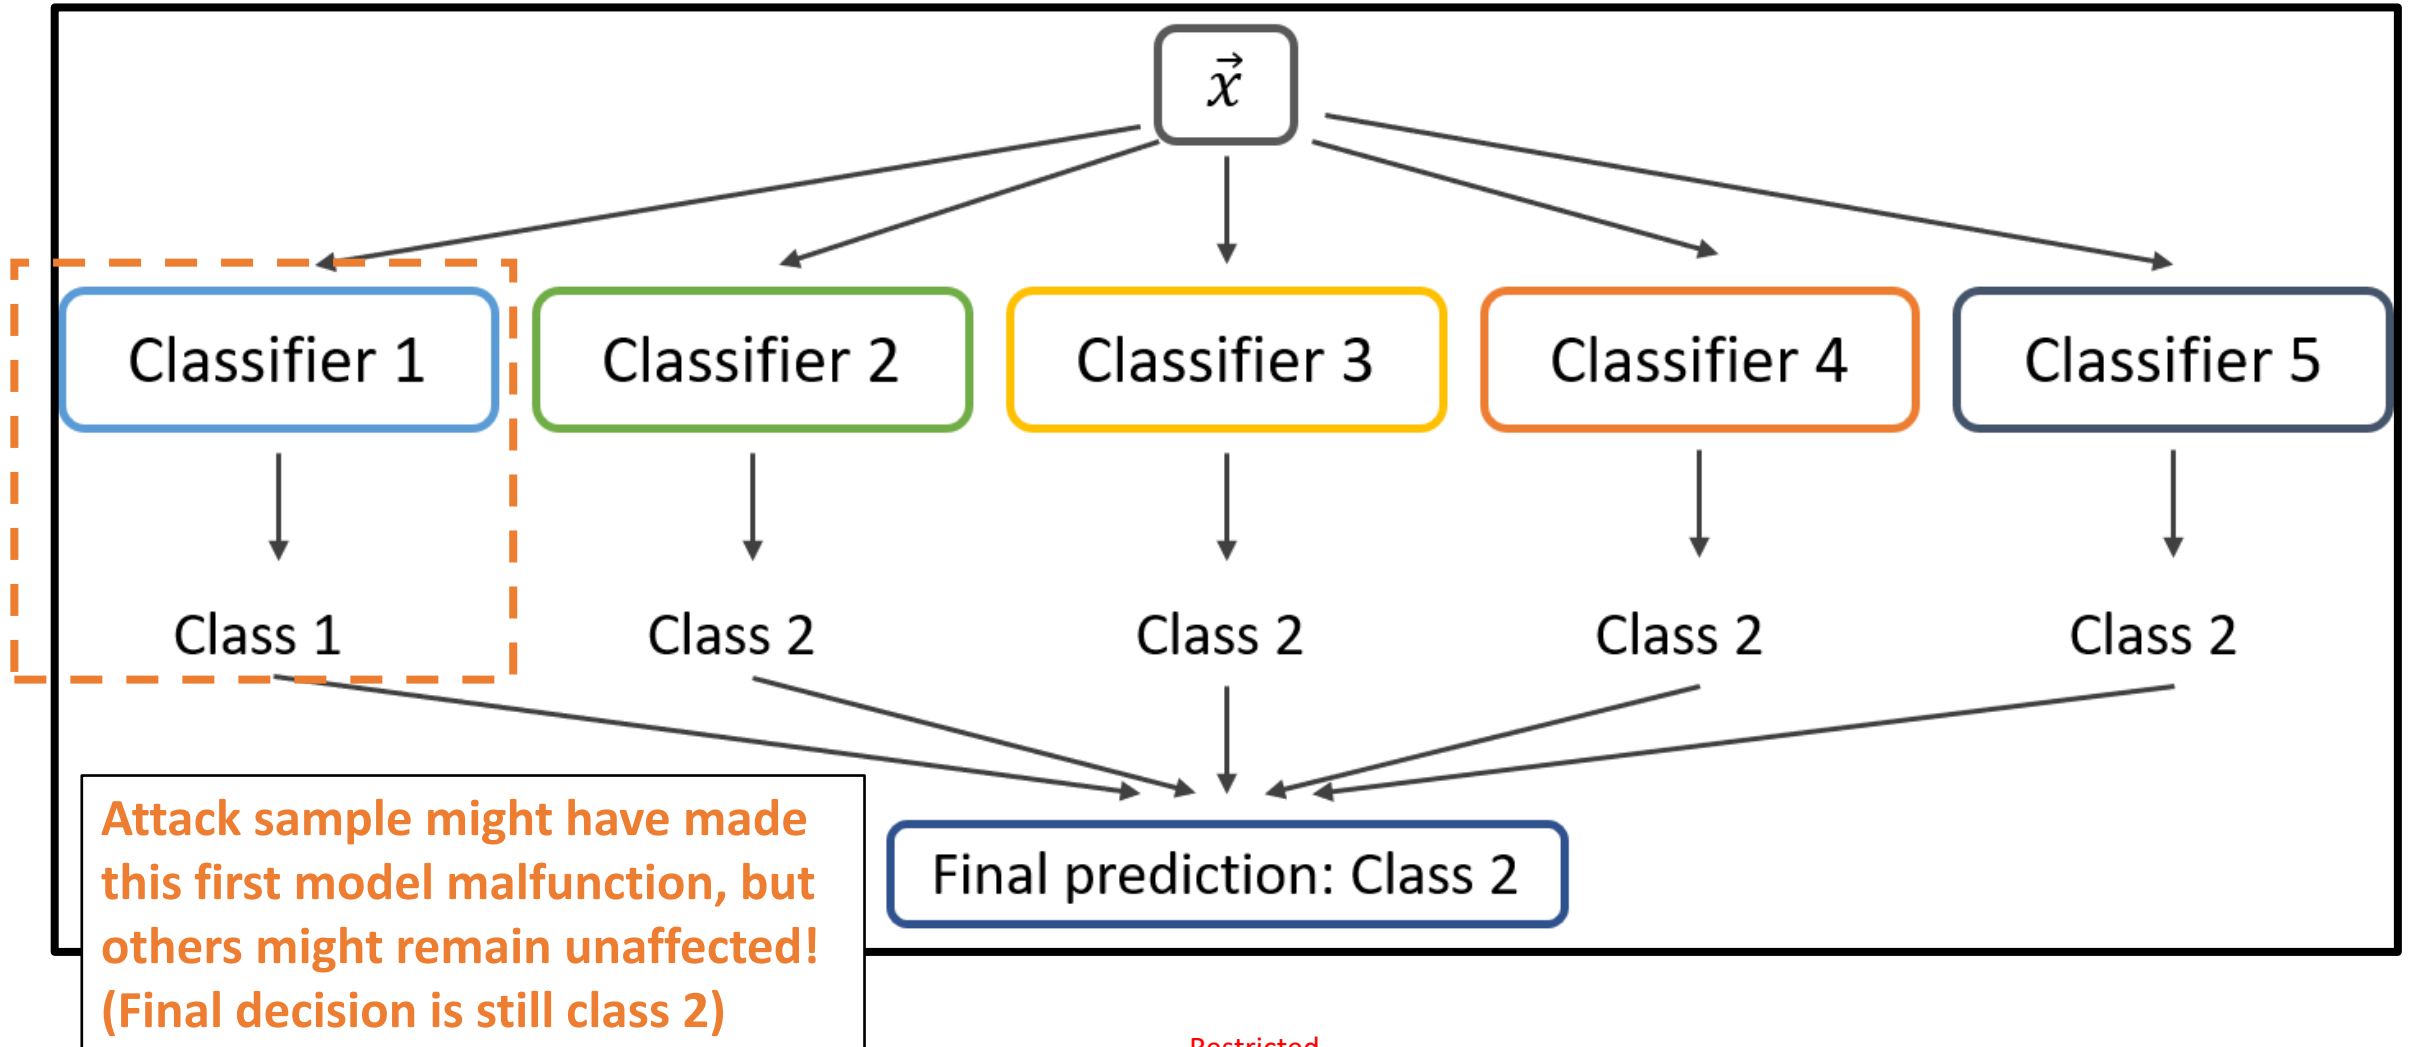 x⃗
Classifier 1
Classifier 2
Classifier 3
Classifier 4
Classifier 5
Class 1
Class 2
Class 2
Class 2
Class 2
Attack sample might have made
this first model malfunction, but
others might remain unaffected!
(Final decision is still class 2)
Final prediction: Class 2
Restricted